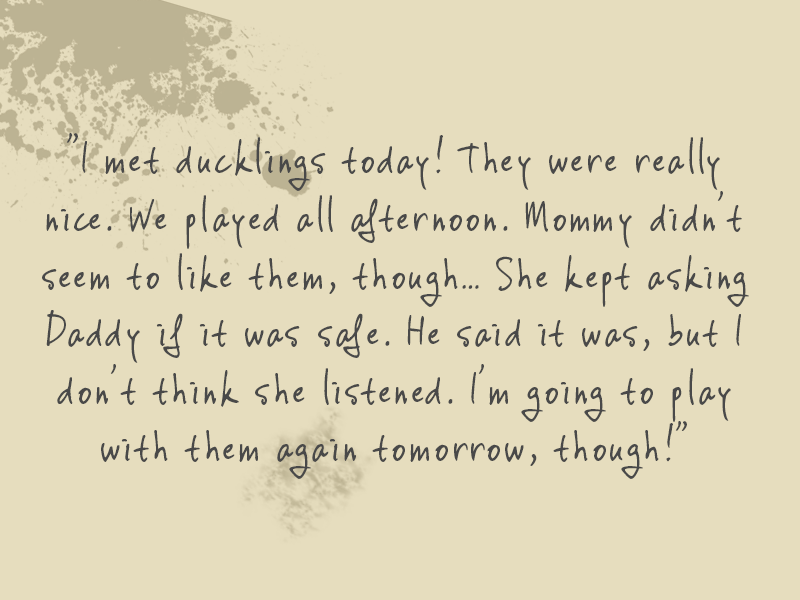 "I met ducklings today! They were really
nice. We played all afternoon. Mommy didn't
seem to like them, though... She kept asking
Daddy if it was safe. He said it was, but I
don't think she listened. I'm going to play
with them again tomorrow, though!"